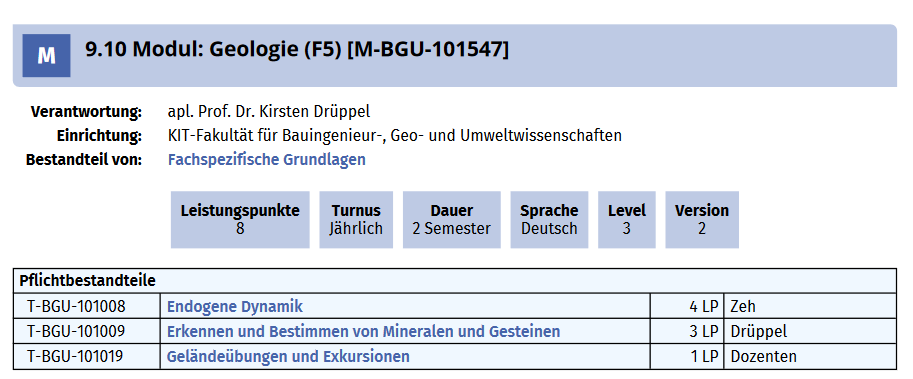 M
9.10 Modul: Geologie (F5) [M-BGU-101547]
Verantwortung: apl. Prof. Dr. Kirsten Drüppel
Einrichtung: KIT-Fakultät für Bauingenieur-, Geo- und Umweltwissenschaften
Bestandteil von: Fachspezifische Grundlagen
Leistungspunkte Turnus Dauer Sprache Level Version
8 Jährlich 2 Semester Deutsch 3 2
Pflichtbestandteile
T-BGU-101008 Endogene Dynamik 4 LP Zeh
T-BGU-101009 Erkennen und Bestimmen von Mineralen und Gesteinen 3 LP Drüppel
T-BGU-101019 Geländeübungen und Exkursionen 1 LP Dozenten